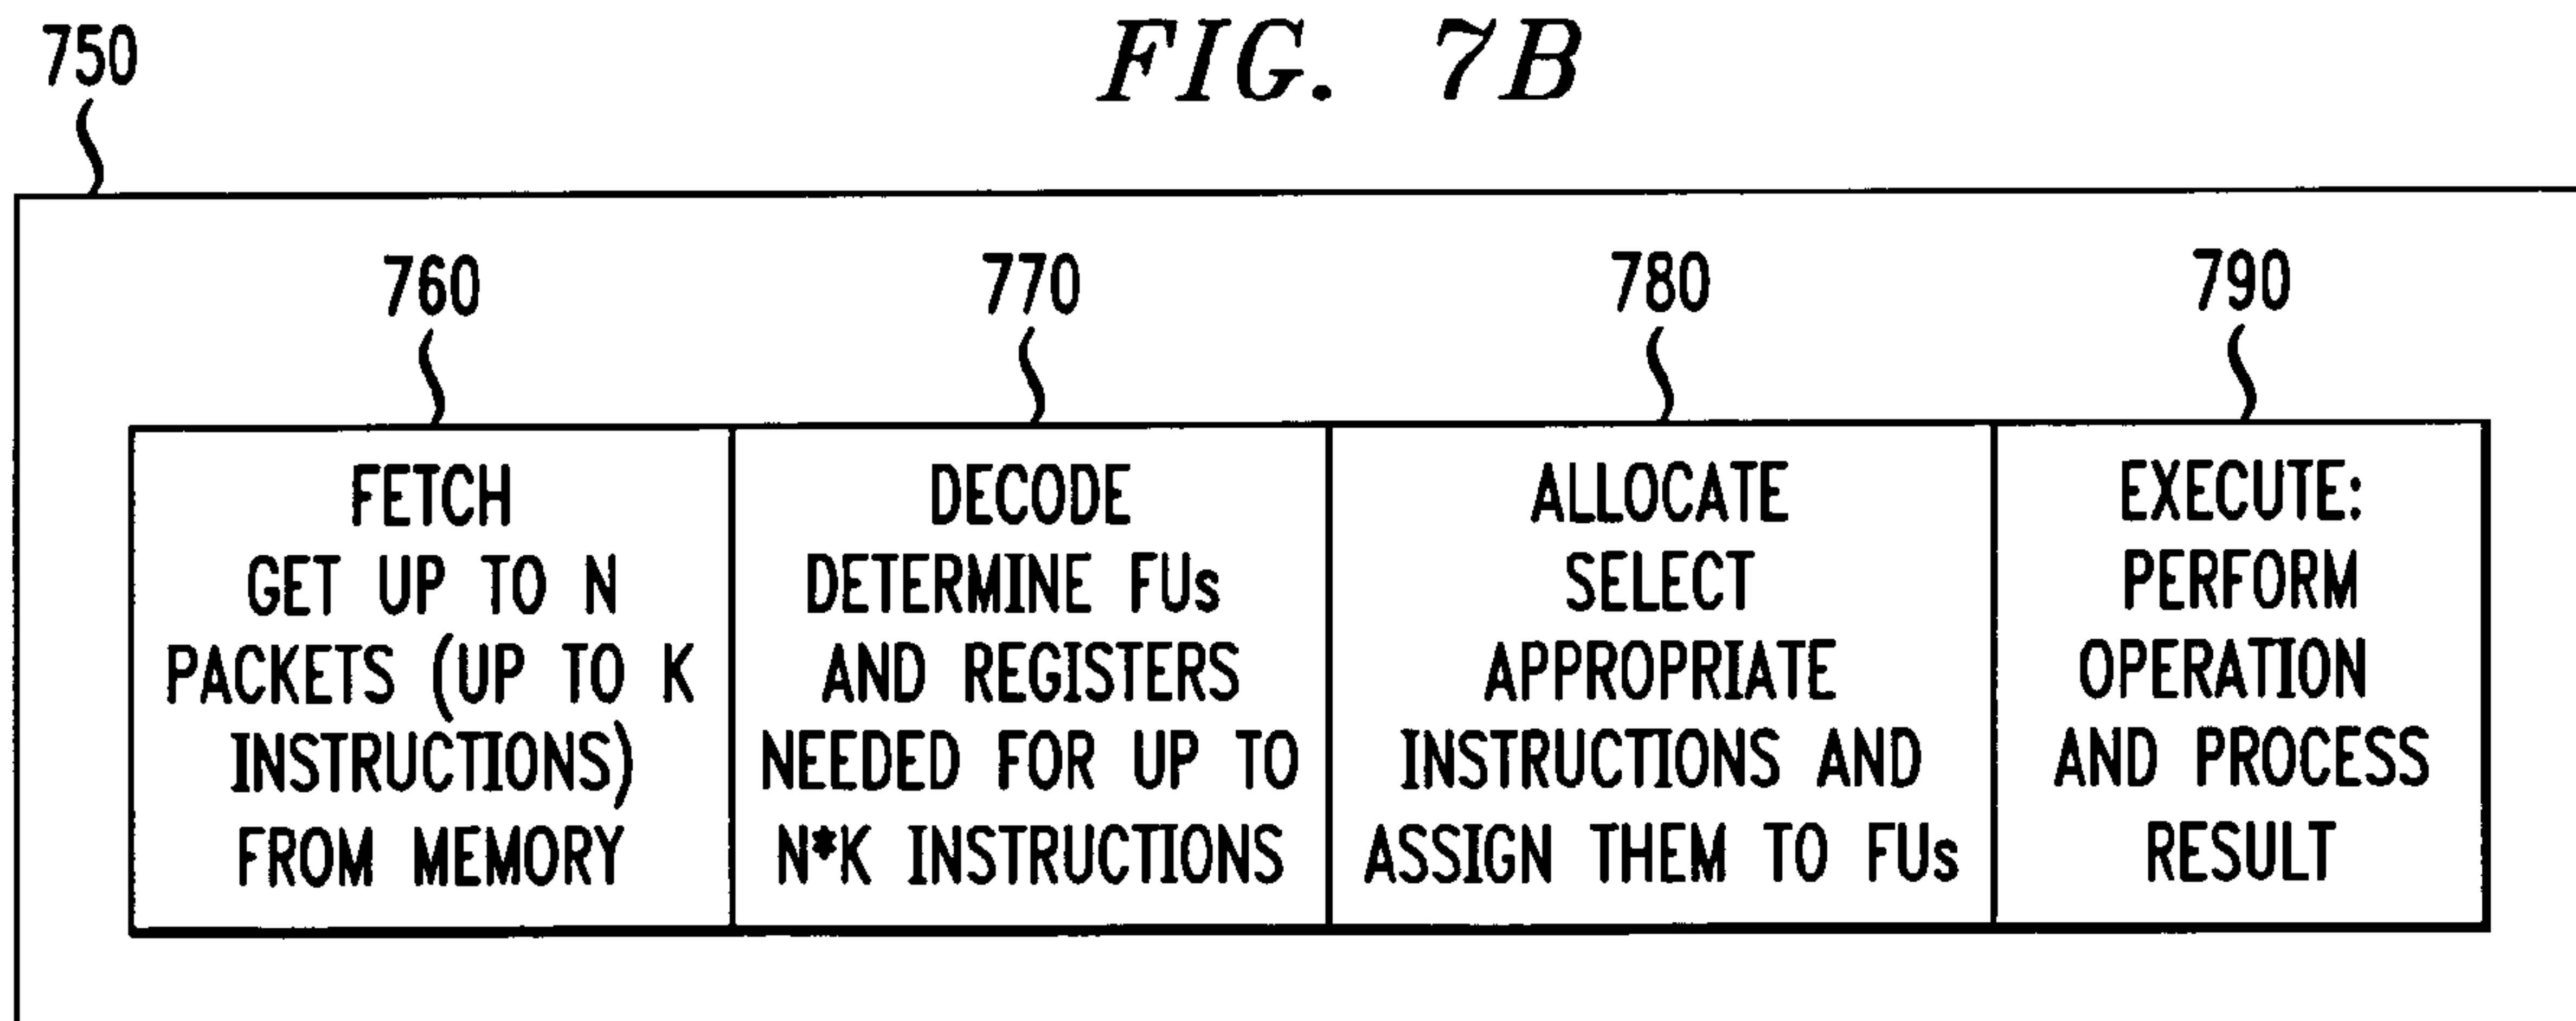 FIG. 7B
750
760
770
780
790
FETCH
GET UP TO N
PACKETS (UP TO K
INSTRUCTIONS)
FROM MEMORY
DECODE
DETERMINE FUs
AND REGISTERS
NEEDED FOR UP TO
N*K INSTRUCTIONS
ALLOCATE
SELECT
APPROPRIATE
INSTRUCTIONS AND
ASSIGN THEM TO FUs
EXECUTE:
PERFORM
OPERATION
AND PROCESS
RESULT